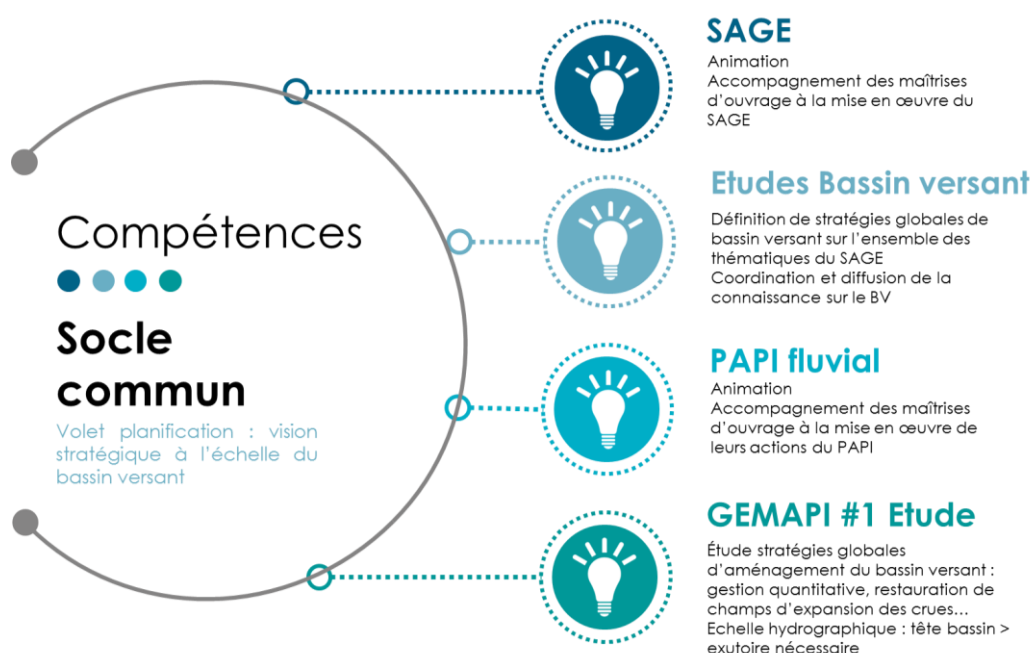 Compétences
Socle
commun
Volet planification : vision
stratégique à l'échelle du
bassin versant
SAGE
Animation
Accompagnement des maîtrises
d'ouvrage à la mise en œuvre du
SAGE
Etudes Bassin versant
Définition de stratégies globales de
bassin versant sur l'ensemble des
thématiques du SAGE
Coordination et diffusion de la
connaissance sur le BV
PAPI fluvial
Animation
Accompagnement des maîtrises
d'ouvrage à la mise en œuvre de
leurs actions du PAPI
GEMAPI #1 Etude
Étude stratégies globales
d'aménagement du bassin versant :
gestion quantitative, restauration de
champs d'expansion des crues…
Echelle hydrographique : tête bassin >
exutoire nécessaire